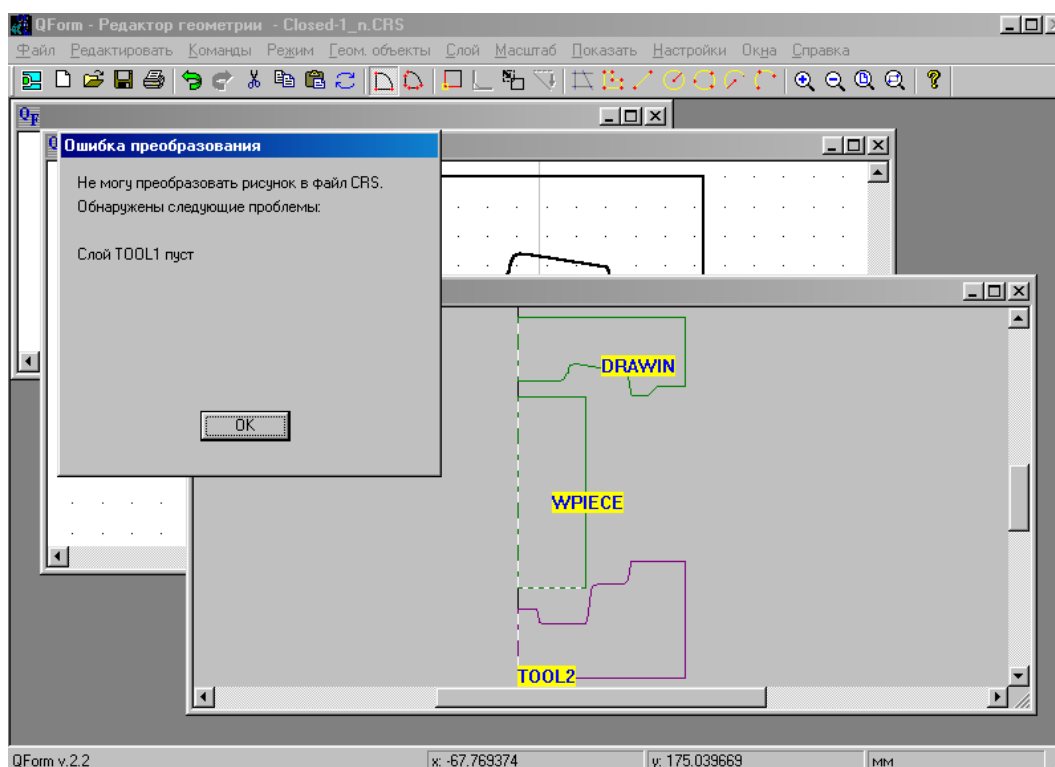 QForm - Редактор геометрии - Closed-1_n.CRS
Файл Редактировать Команды Режим Геом. объекты Слой Масштаб Показать Настройки Окна Справка
Ошибка преобразования
Не могу преобразовать рисунок в файл CRS.
Обнаружены следующие проблемы:
Слой TOOL1 пуст
OK
DRAWIN
WPIECE
TOOL2
QForm v.2.2 x: -67.769374 y: 175.039669 мм